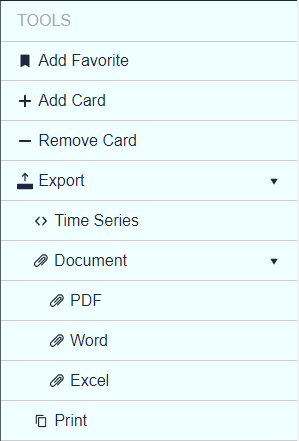 TOOLS
Add Favorite
Add Card
Remove Card
Export
Time Series
Document
PDF
Word
Excel
Print